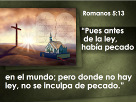 Romanos 5:13
“Pues antes
de la ley,
había pecado
en el mundo; pero donde no hay
ley, no se inculpa de pecado.”